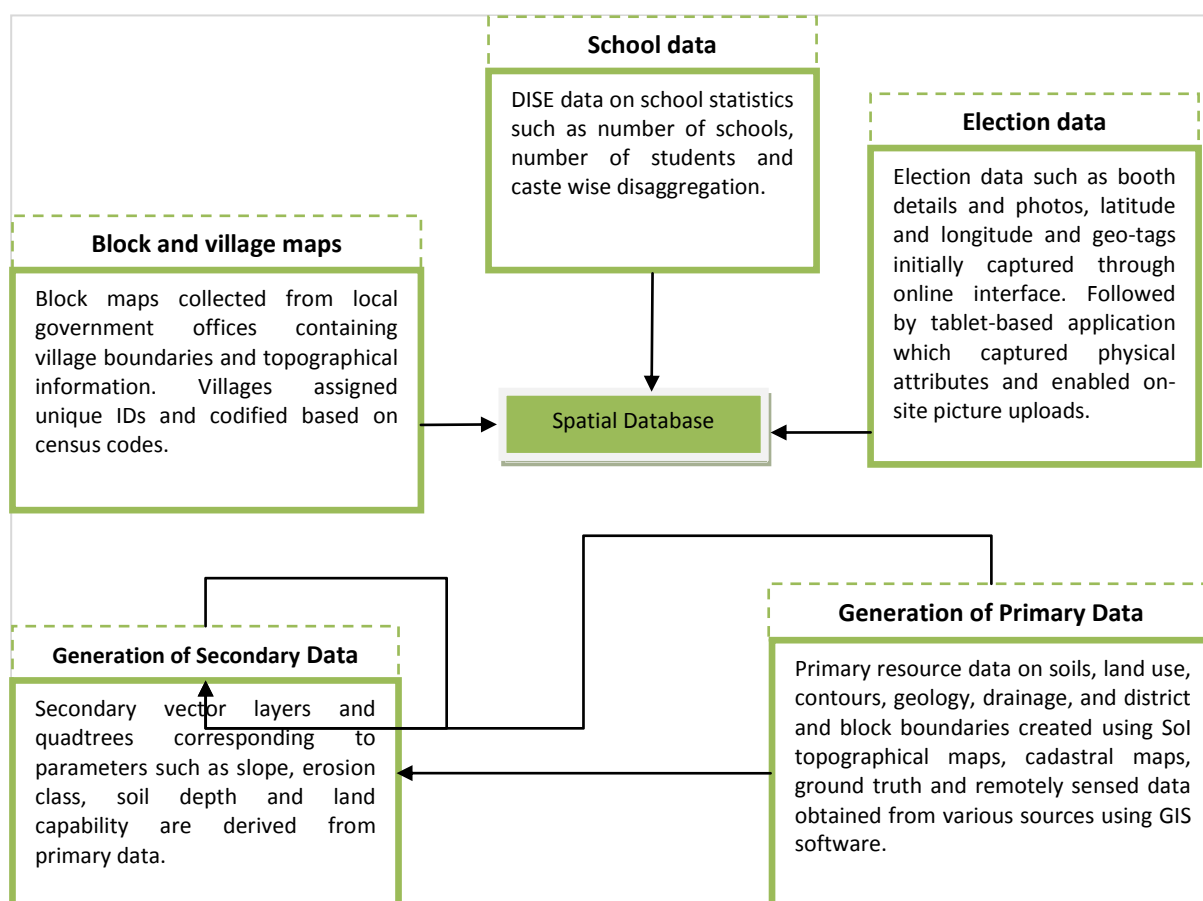 School data
DISE data on school statistics
such as number of schools,
number of students and
caste wise disaggregation.
Election data
Election data such as booth
details and photos, latitude
and longitude and geo-tags
initially captured through
online interface. Followed
by tablet-based application
which captured physical
attributes and enabled on-
site picture uploads.
Block and village maps
Block maps collected from local
government offices containing
village boundaries and topographical
information. Villages assigned
unique IDs and codified based on
census codes.
Spatial Database
Generation of Secondary Data
Secondary vector layers and
quadtrees corresponding to
parameters such as slope, erosion
class, soil depth and land
capability are derived from
primary data.
Generation of Primary Data
Primary resource data on soils, land use,
contours, geology, drainage, and district
and block boundaries created using SoI
topographical maps, cadastral maps,
ground truth and remotely sensed data
obtained from various sources using GIS
software.